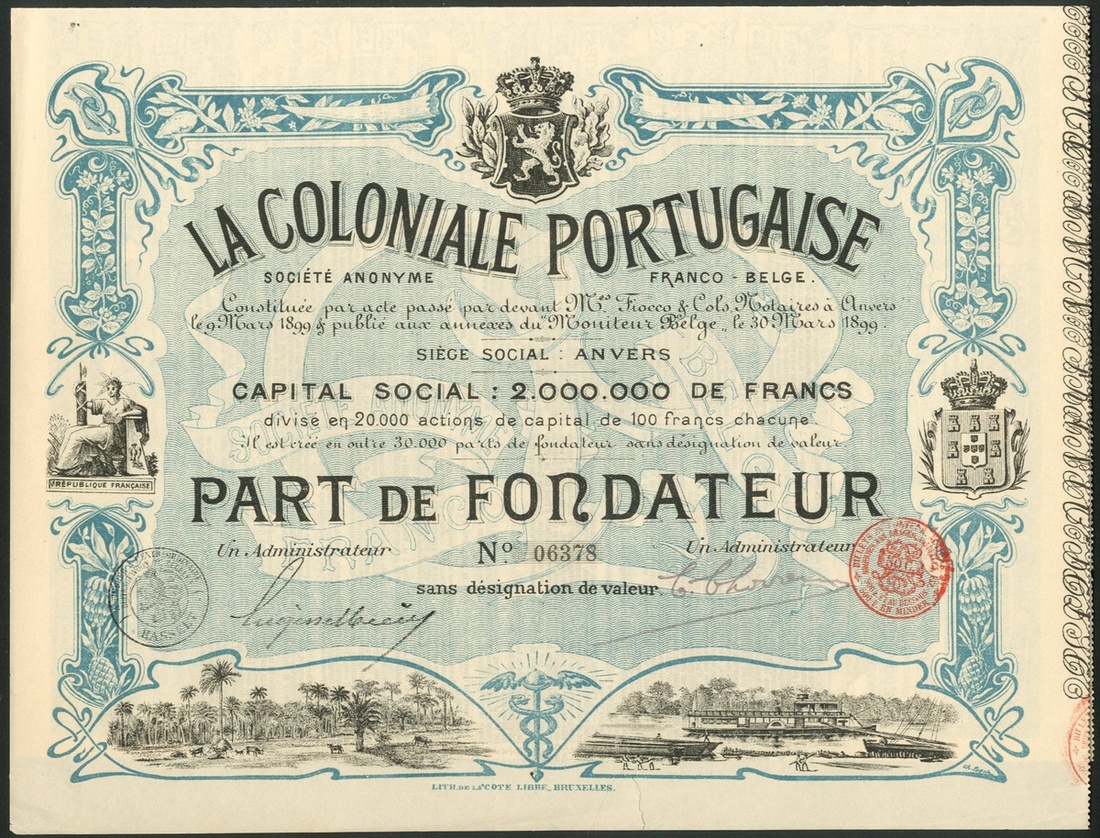 LA COLONIALE PORTUGAISE
SOCIÉTÉ ANONYME FRANCO-BELGE.
Constituée par acte passé par devant Mes. Fiocco & Cols, Notaires à Anvers
le 9 Mars 1899 & publié aux annexes du "Moniteur Belge", le 30 Mars 1899.
SIÈGE SOCIAL: ANVERS
CAPITAL SOCIAL: 2.000.000 DE FRANCS
divisé en 20.000 actions de capital de 100 francs chacune.
Il est créé en outre 30.000 parts de fondateur sans désignation de valeur.
RÉPUBLIQUE FRANÇAISE
PART DE FONDATEUR
Un Administrateur No 06378 Un Administrateur
sans désignation de valeur.
500 F. EN MINDER
LITH. DE LA "COTE LIBRE", BRUXELLES.